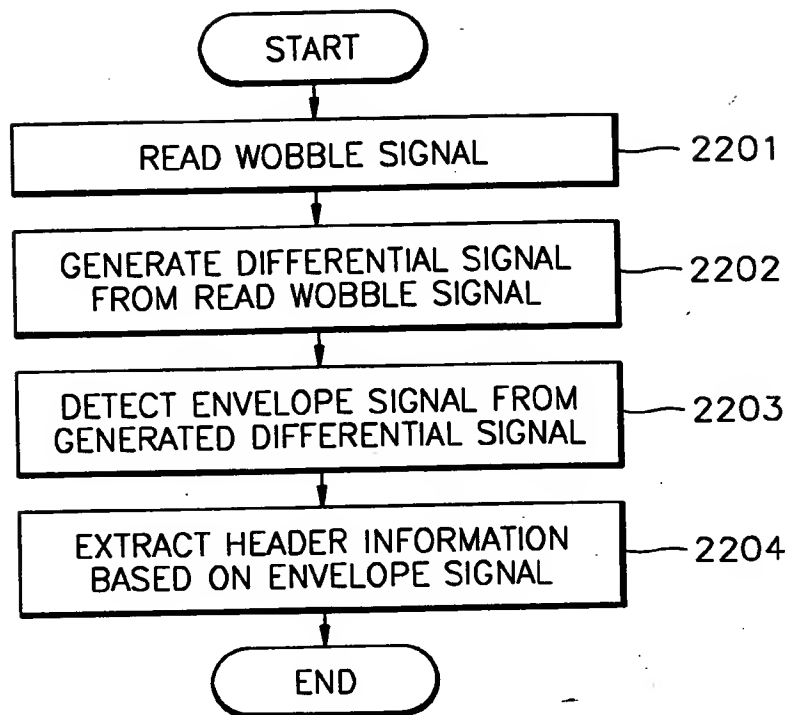 START
READ WOBBLE SIGNAL
2201
GENERATE DIFFERENTIAL SIGNAL
FROM READ WOBBLE SIGNAL
2202
DETECT ENVELOPE SIGNAL FROM
GENERATED DIFFERENTIAL SIGNAL
2203
EXTRACT HEADER INFORMATION
BASED ON ENVELOPE SIGNAL
2204
END